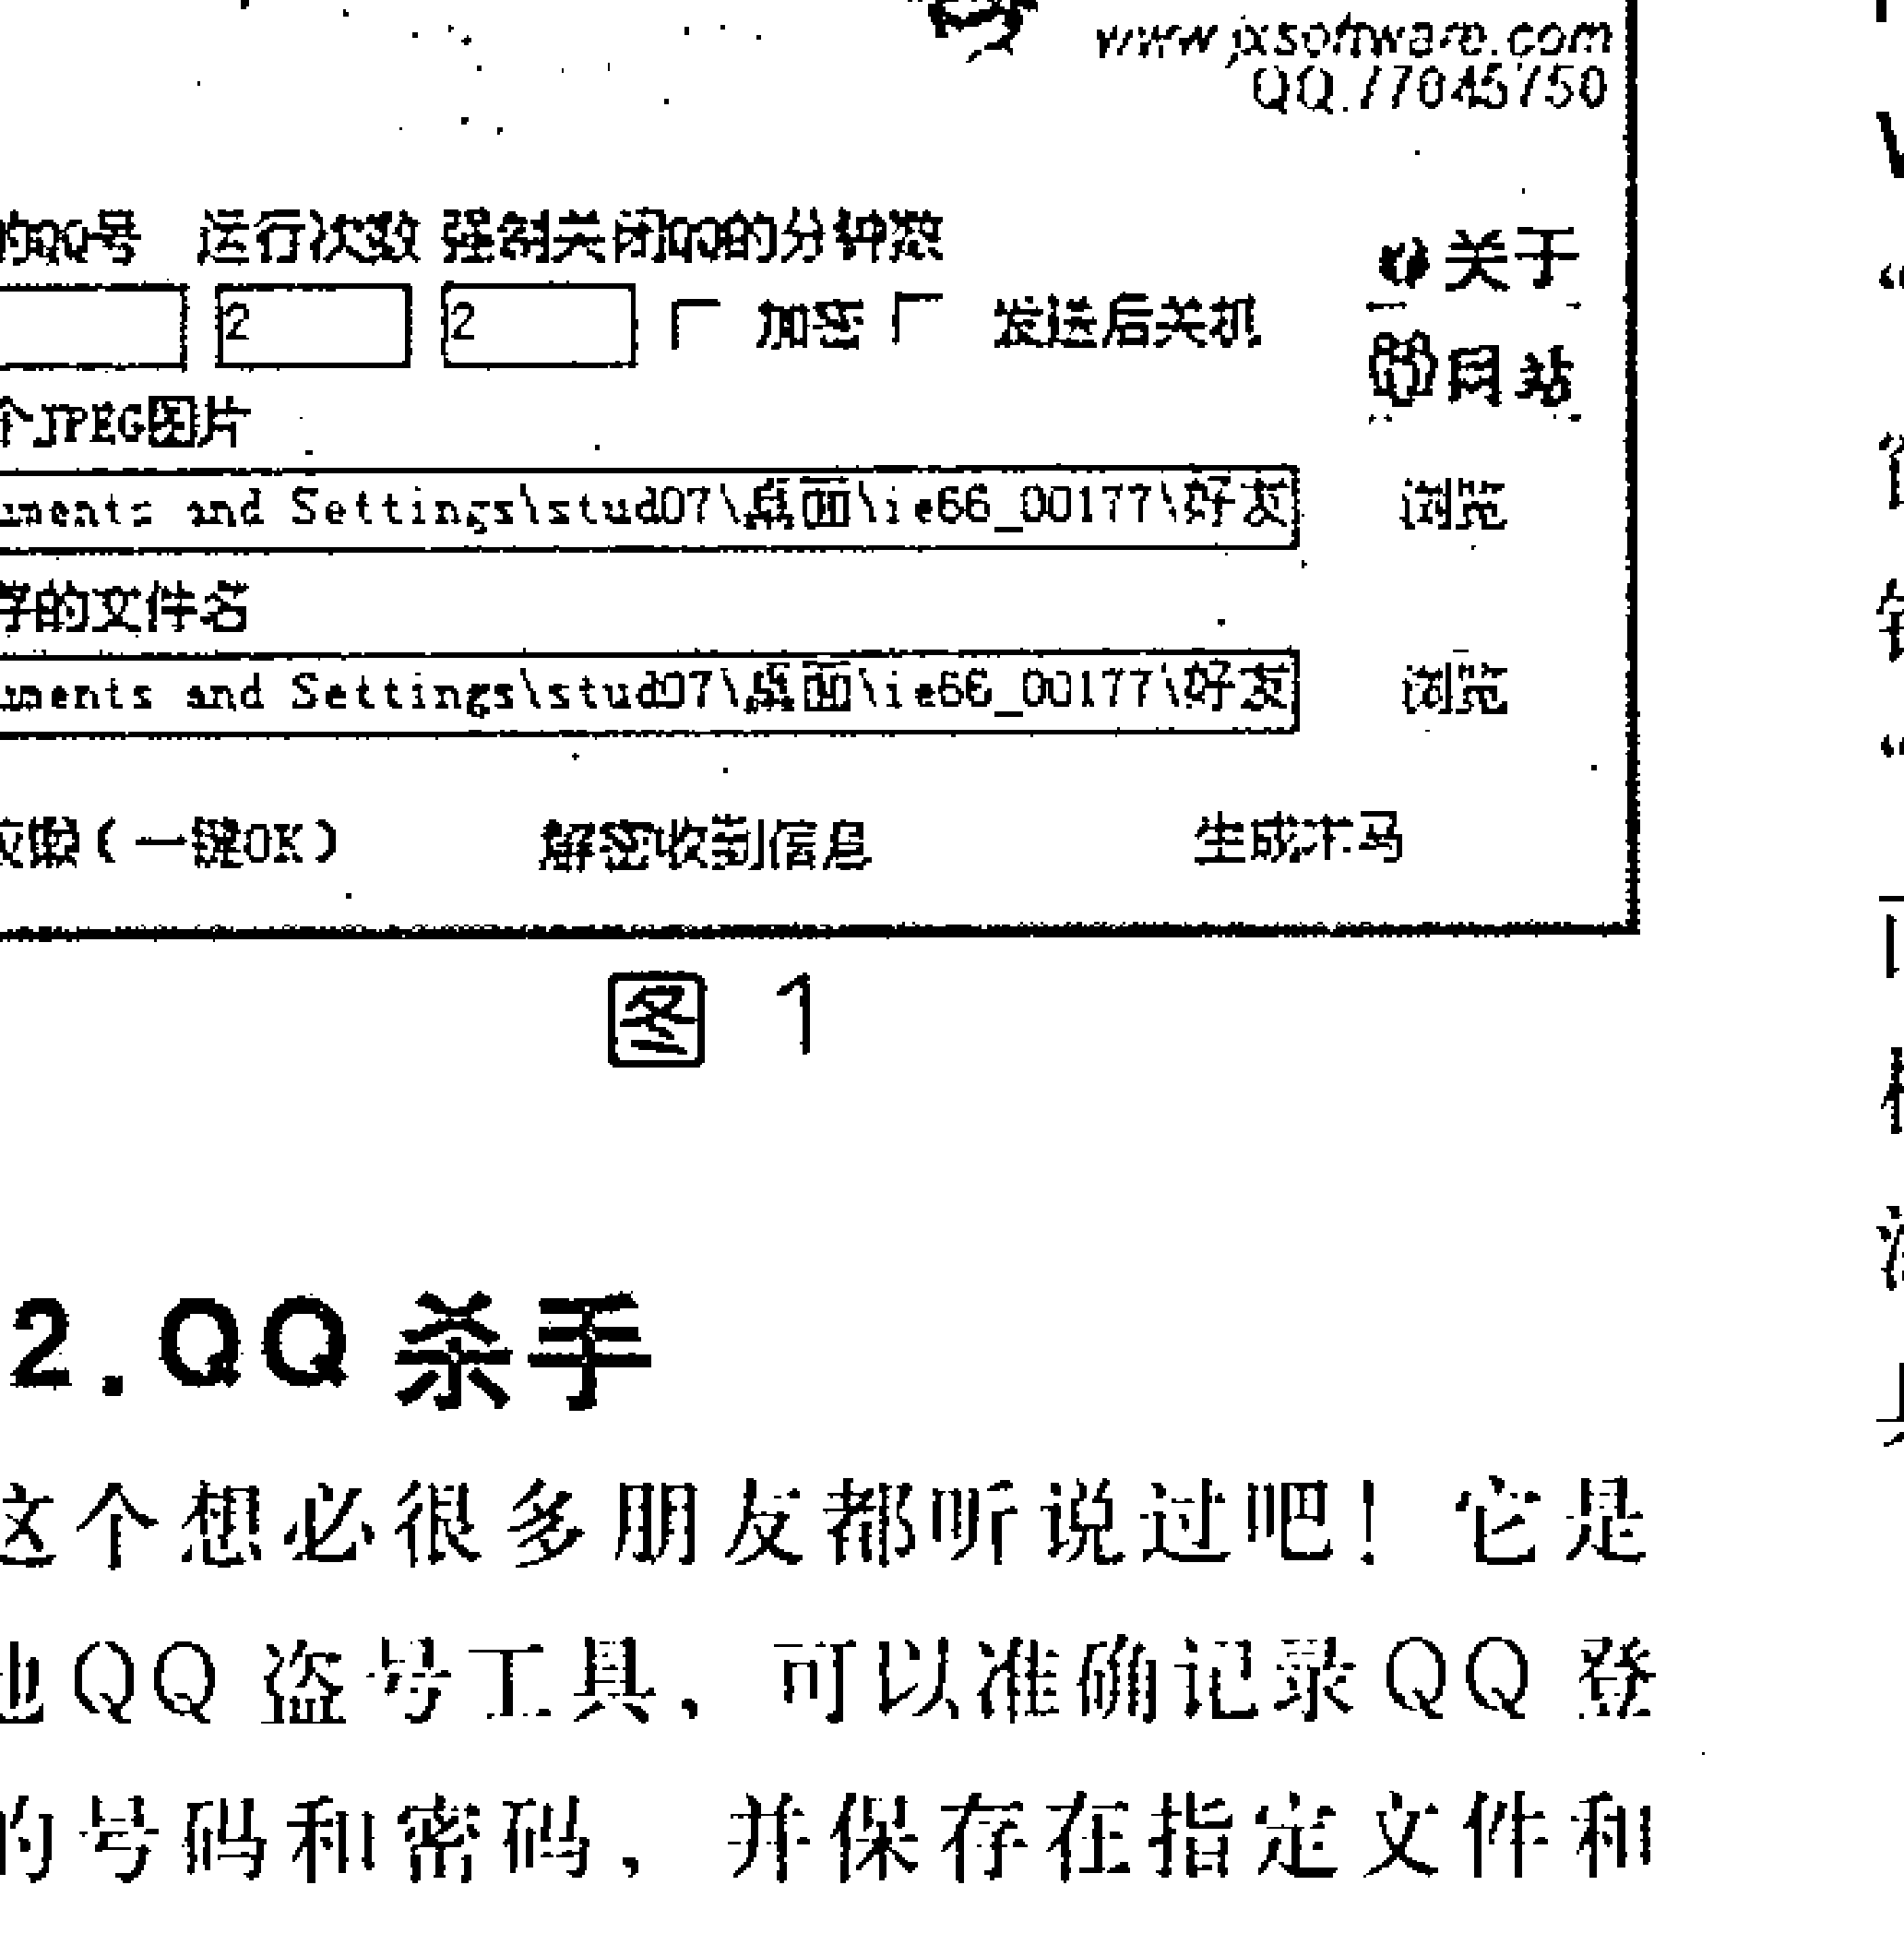 www.jxsoftware.com
的QQ号 运行次数 强制关闭QQ的分钟数
关于
2 2 加密 发送后关机
网站
个JPEG图片
uments and Settings\stud07\桌面\ie66_00177\好友 浏览
存的文件名
uments and Settings\stud07\桌面\ie66_00177\好友 浏览
(一键OK) 解密收到信息 生成木马
图 1
2.QQ 杀手
这个想必很多朋友都听说过吧！它是
地QQ 盗号工具，可以准确记录QQ 登
的号码和密码，并保存在指定文件和